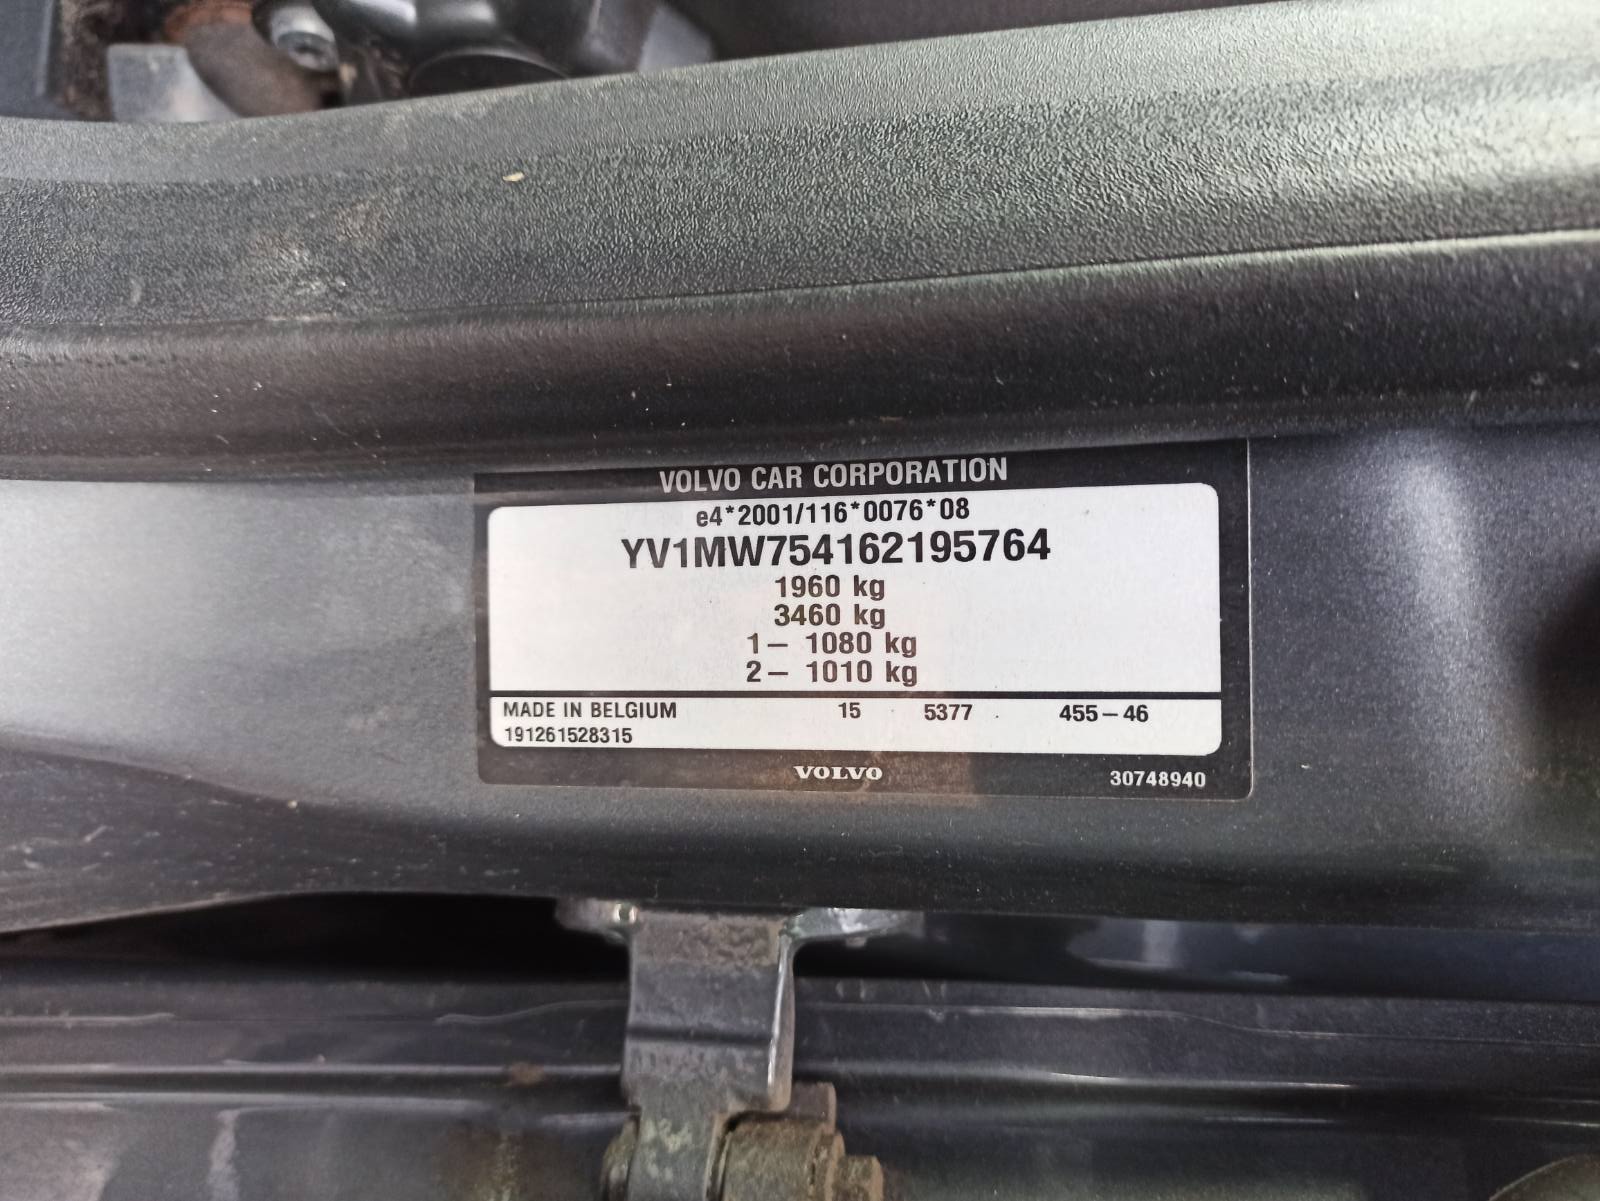 VOLVO CAR CORPORATION
e4*2001/116*0076*08
YV1MW754162195764
1960 kg
3460 kg
1– 1080 kg
2– 1010 kg
MADE IN BELGIUM 15 5377 455–46
191261528315
VOLVO 30748940